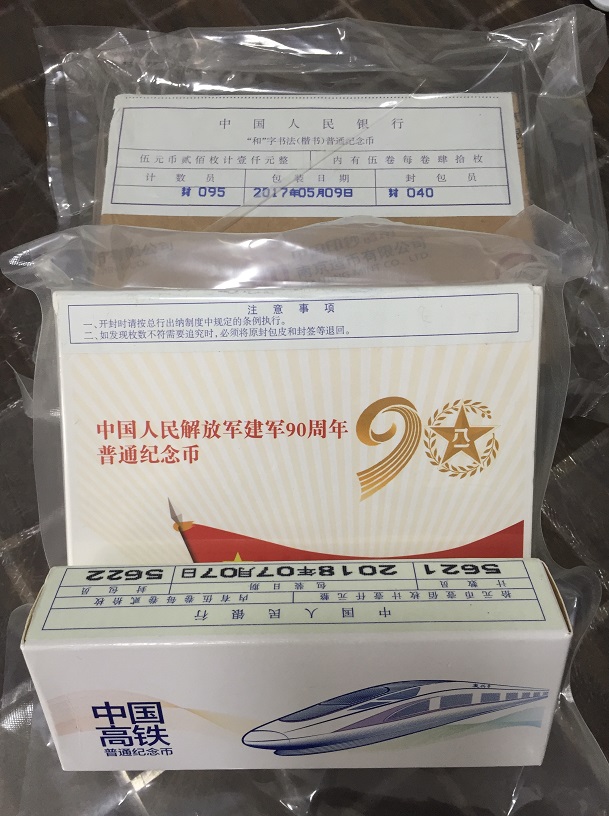 中国人民银行
“和”字书法(楷书)普通纪念币
伍元币贰佰枚计壹仟元整 内有伍卷每卷肆拾枚
计数员 包装日期 封包员
095 2017年05月09日 040
注意事项
一、开封时请按总行出纳制度中规定的条例执行。
二、如发现枚数不符需要追究时,必须将原封包皮和封签等退回。
中国人民解放军建军90周年
普通纪念币
90
八一
中国人民银行
拾元币壹佰枚计壹仟元整 内有伍卷每卷贰拾枚
计数员 包装日期 封包员
5621 2018年07月07日 5622
中国
高铁
普通纪念币